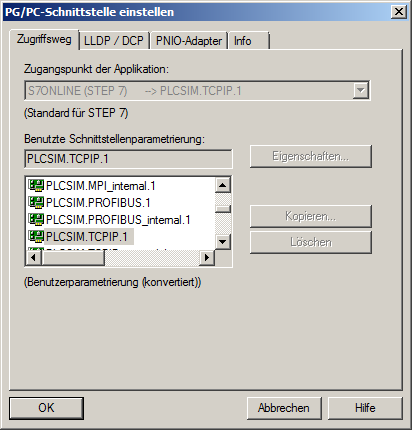 PG/PC-Schnittstelle einstellen
Zugriffsweg
LLDP / DCP
PNIO-Adapter
Info
Zugangspunkt der Applikation:
S7ONLINE (STEP 7) --> PLCSIM.TCPIP.1
(Standard für STEP 7)
Benutzte Schnittstellenparametrierung:
PLCSIM.TCPIP.1
Eigenschaften...
PLCSIM.MPI_internal.1
PLCSIM.PROFIBUS.1
PLCSIM.PROFIBUS_internal.1
PLCSIM.TCPIP.1
Kopieren...
Löschen
(Benutzerparametrierung (konvertiert))
OK
Abbrechen
Hilfe